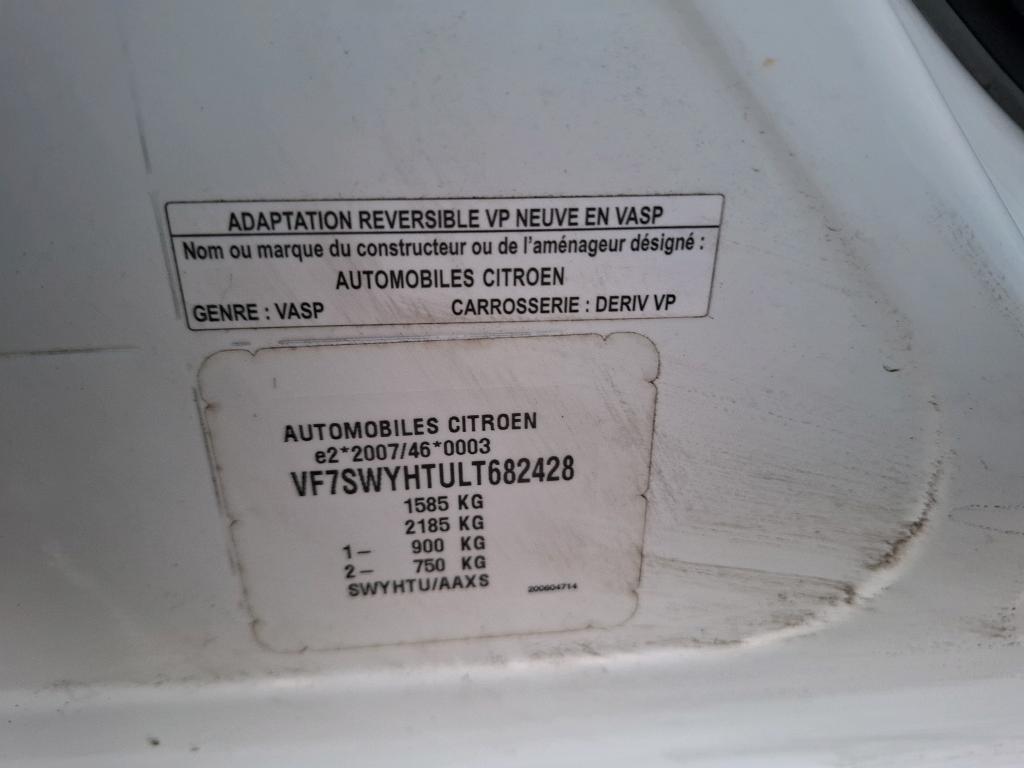 ADAPTATION REVERSIBLE VP NEUVE EN VASP
Nom ou marque du constructeur ou de l'aménageur désigné :
AUTOMOBILES CITROEN
GENRE : VASP CARROSSERIE : DERIV VP
AUTOMOBILES CITROEN
e2*2007/46*0003
VF7SWYHTULT682428
1585 KG
2185 KG
1– 900 KG
2– 750 KG
SWYHTU/AAXS 200604714